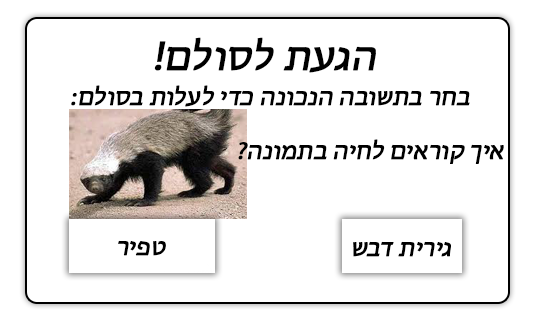 הגעת לסולם!
בחר בתשובה הנכונה כדי לעלות בסולם:
איך קוראים לחיה בתמונה?
גירית דבש
טפיר